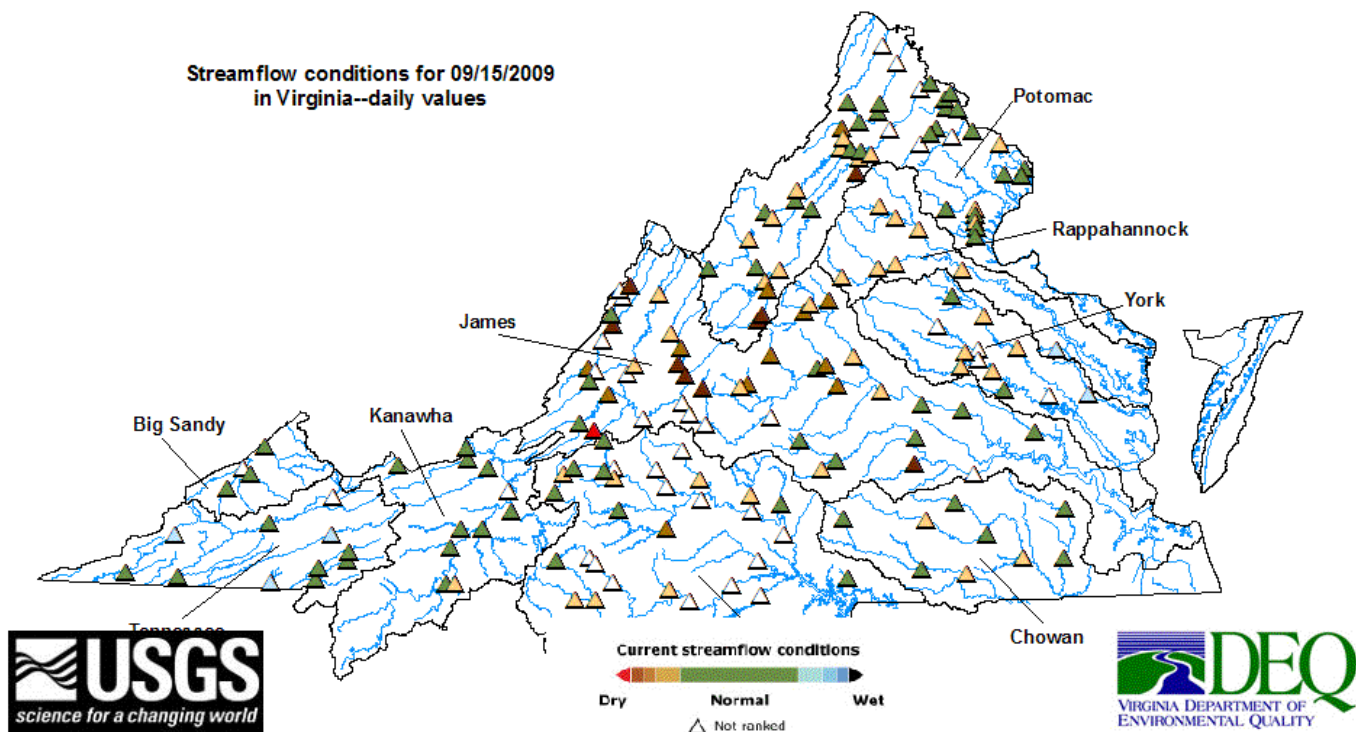 Streamflow conditions for 09/15/2009
in Virginia--daily values
Potomac
Rappahannock
York
James
Kanawha
Big Sandy
Tennessee
Chowan
USGS
science for a changing world
Current streamflow conditions
Dry Normal Wet
Not ranked
DEQ
VIRGINIA DEPARTMENT OF
ENVIRONMENTAL QUALITY